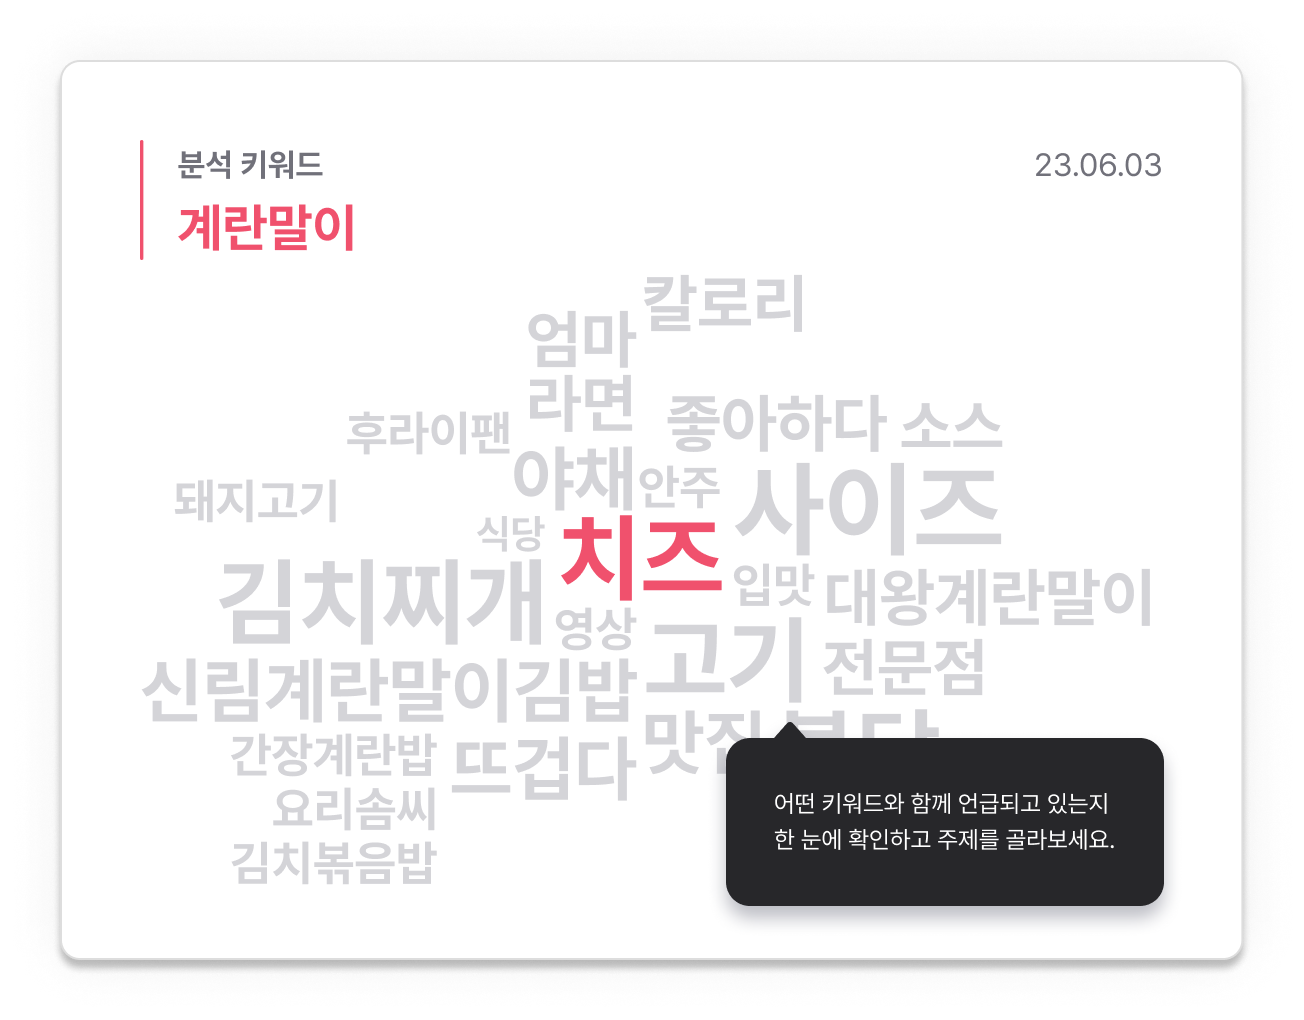 분석 키워드
23.06.03
계란말이
칼로리
엄마
라면
후라이팬
좋아하다
소스
야채
안주
사이즈
돼지고기
식당
치즈
김치찌개
입맛
대왕계란말이
영상
고기
전문점
신림계란말이김밥
간장계란밥
뜨겁다
요리솜씨
김치볶음밥
어떤 키워드와 함께 언급되고 있는지
한 눈에 확인하고 주제를 골라보세요.